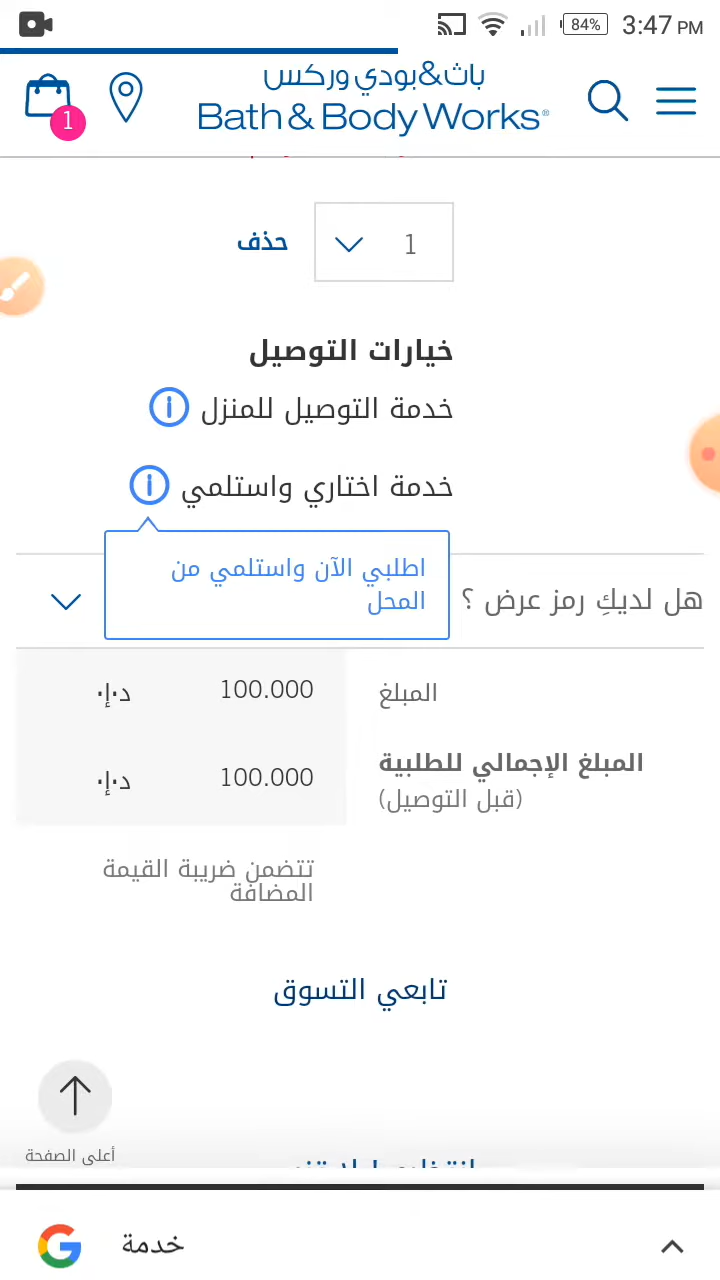 84% 3:47 PM
باث&بودي وركس
Bath & Body Works®
1
1 حذف
خيارات التوصيل
خدمة التوصيل للمنزل
خدمة اختاري واستلمي
اطلبي الآن واستلمي من
المحل
هل لديكِ رمز عرض ؟
المبلغ 100.000 د.إ.
المبلغ الإجمالي للطلبية
(قبل التوصيل)
100.000 د.إ.
تتضمن ضريبة القيمة
المضافة
تابعي التسوق
أعلى الصفحة
خدمة